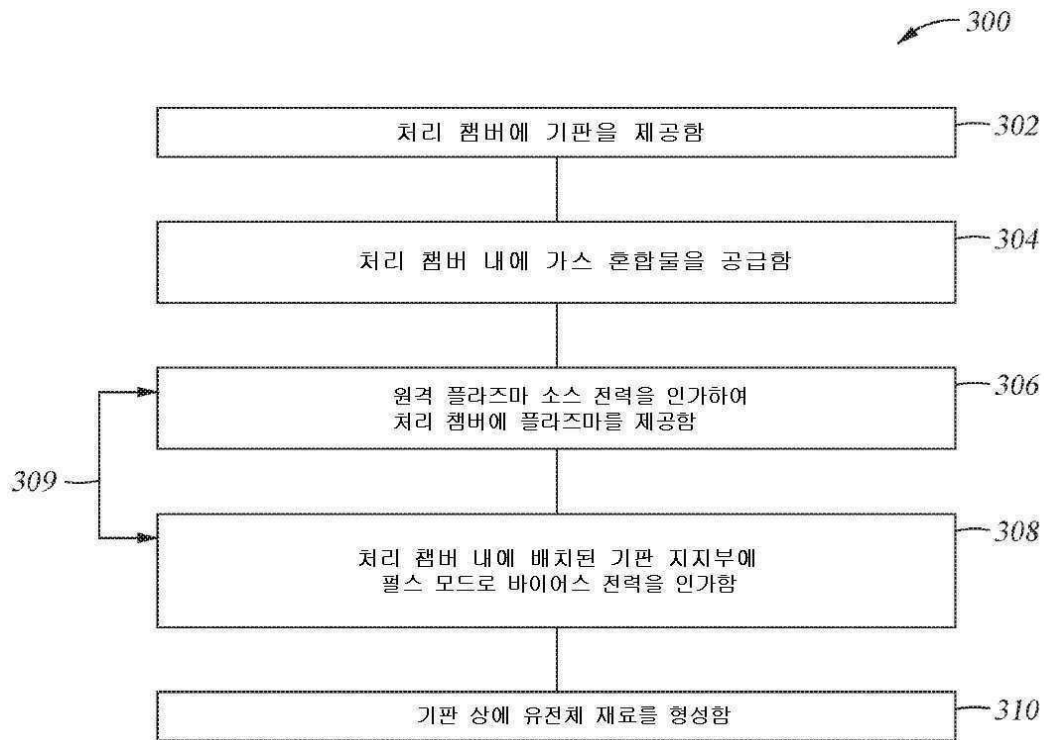 300
처리 챔버에 기판을 제공함
302
처리 챔버 내에 가스 혼합물을 공급함
304
원격 플라즈마 소스 전력을 인가하여
처리 챔버에 플라즈마를 제공함
306
309
처리 챔버 내에 배치된 기판 지지부에
펄스 모드로 바이어스 전력을 인가함
308
기판 상에 유전체 재료를 형성함
310